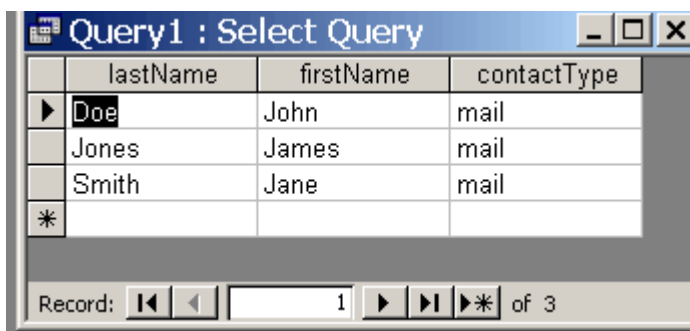 Query1 : Select Query
lastName firstName contactType
Doe John mail
Jones James mail
Smith Jane mail
Record: 1 of 3